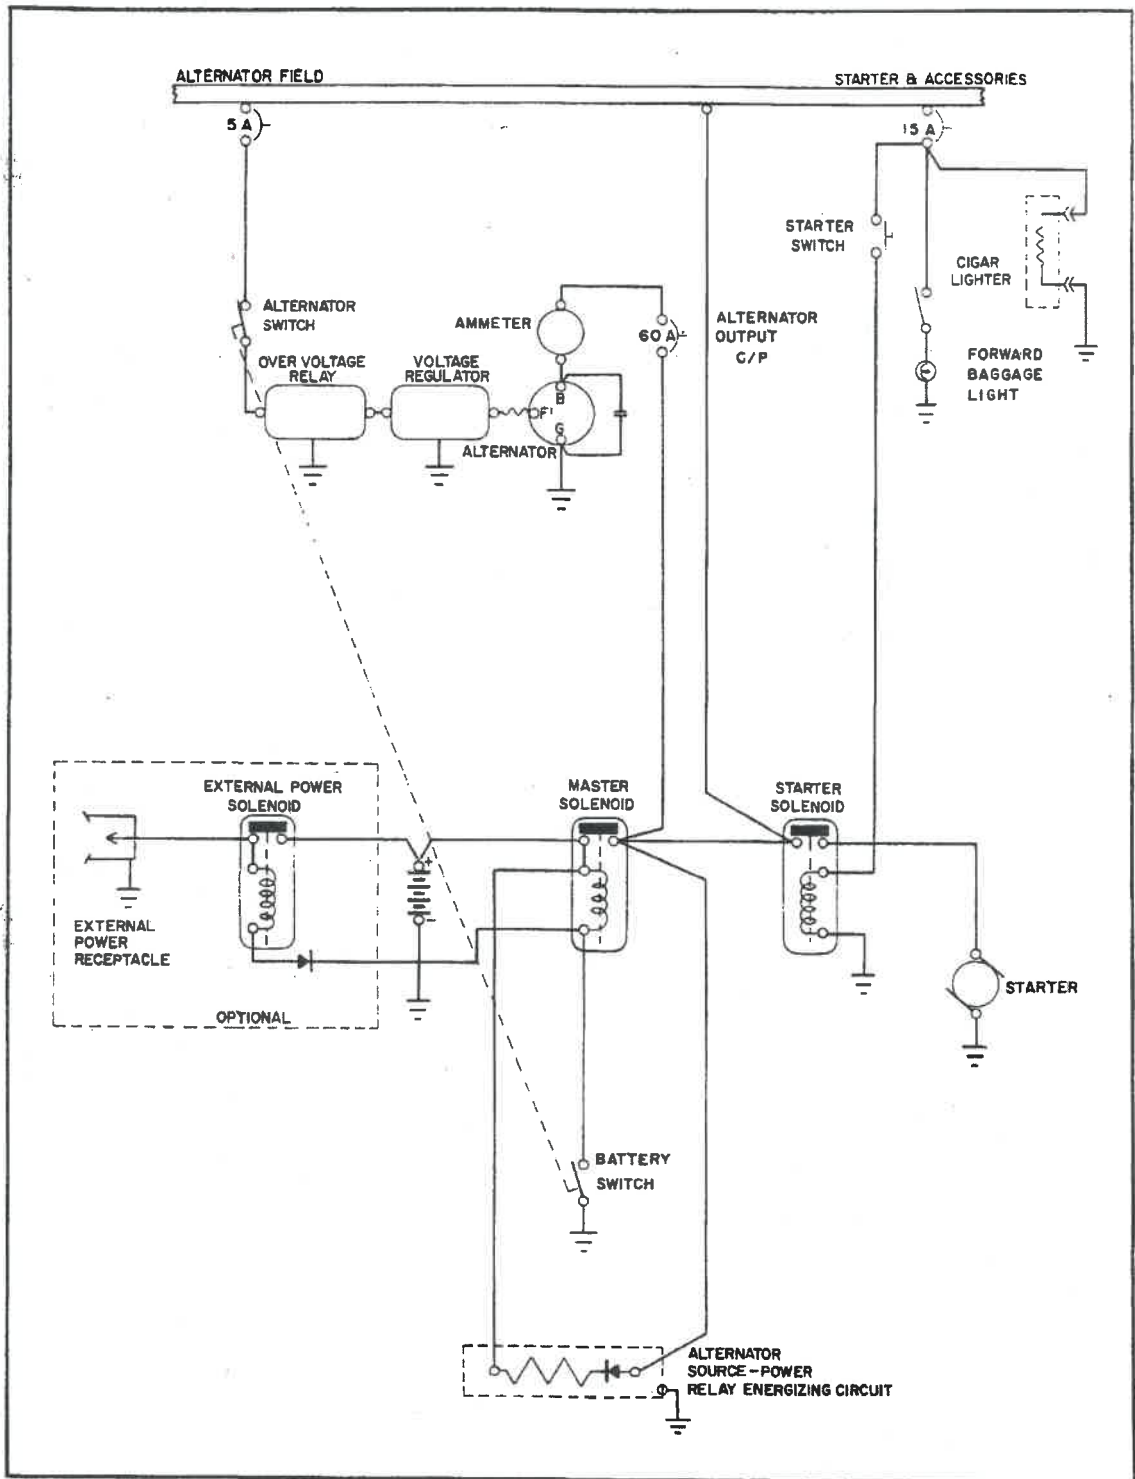 ALTERNATOR FIELD
STARTER & ACCESSORIES
5 A
15 A
STARTER
SWITCH
CIGAR
LIGHTER
ALTERNATOR
SWITCH
AMMETER
60 A
ALTERNATOR
OUTPUT
C/P
FORWARD
BAGGAGE
LIGHT
OVER VOLTAGE
RELAY
VOLTAGE
REGULATOR
B
F1
G
ALTERNATOR
EXTERNAL POWER
SOLENOID
MASTER
SOLENOID
STARTER
SOLENOID
+
-
EXTERNAL
POWER
RECEPTACLE
OPTIONAL
STARTER
BATTERY
SWITCH
ALTERNATOR
SOURCE-POWER
RELAY ENERGIZING CIRCUIT